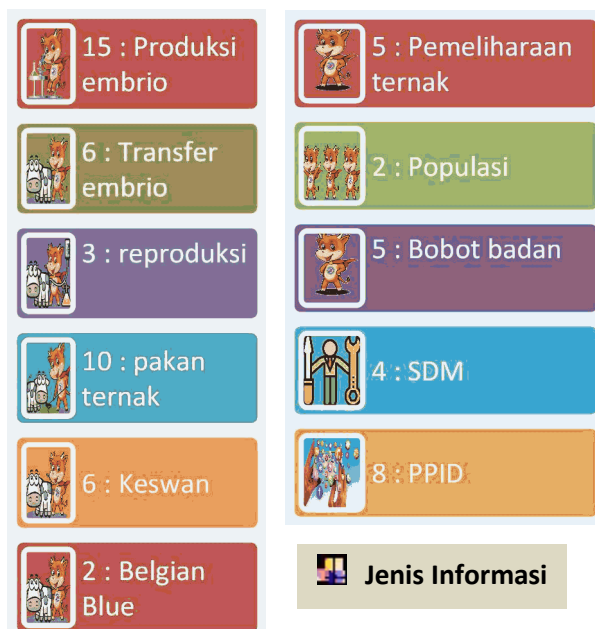 15 : Produksi
embrio
6 : Transfer
embrio
3 : reproduksi
10 : pakan
ternak
6 : Keswan
2 : Belgian
Blue
5 : Pemeliharaan
ternak
2 : Populasi
5 : Bobot badan
4 : SDM
8 : PPID
Jenis Informasi